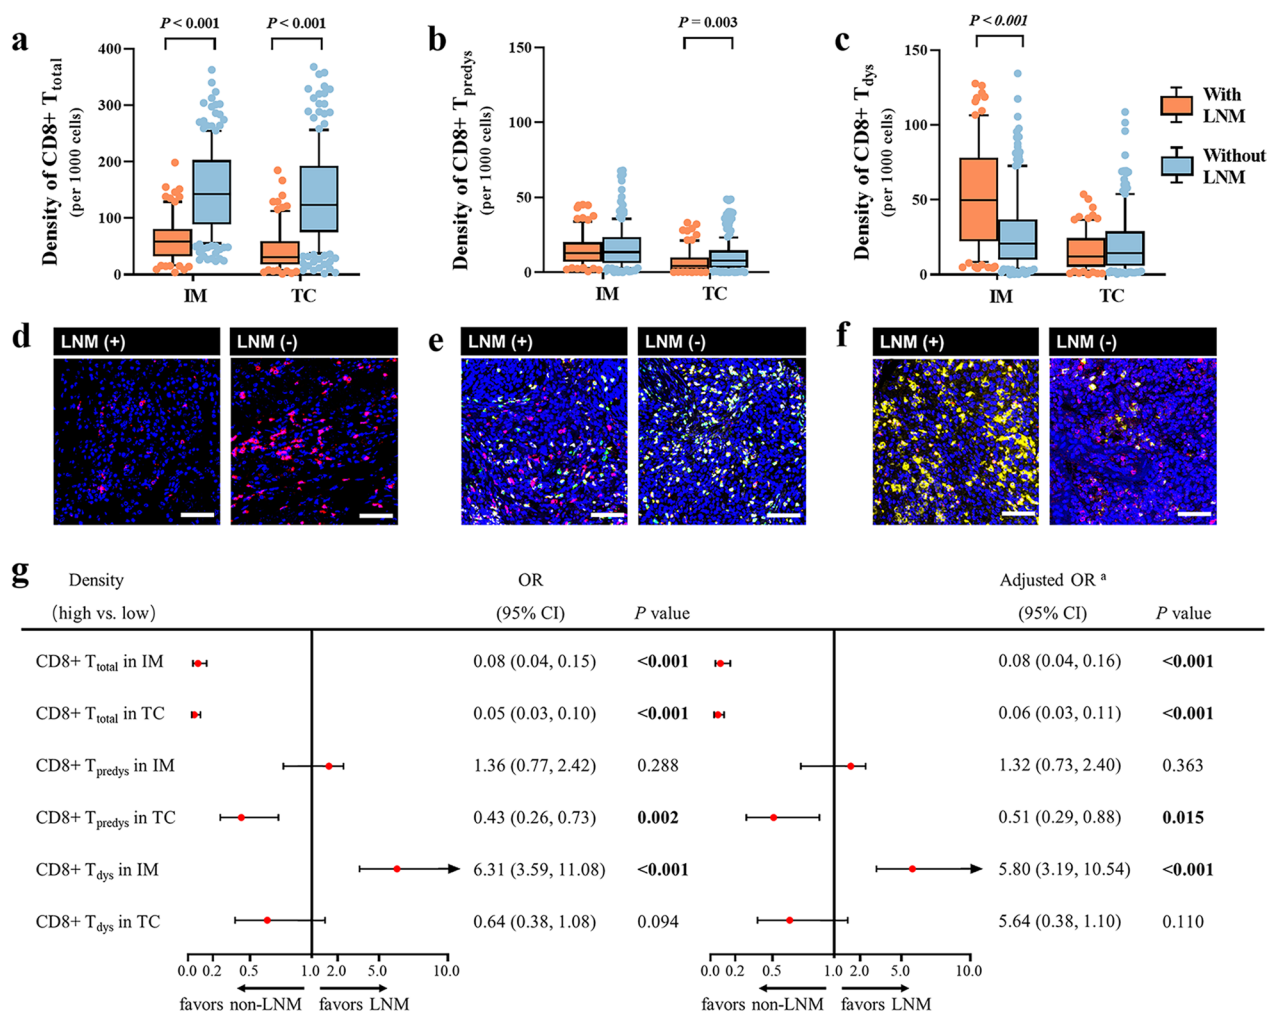 a
P < 0.001
P < 0.001
Density of CD8+ Ttotal
(per 1000 cells)
400
300
200
100
0
IM
TC
b
P = 0.003
Density of CD8+ Tpredys
(per 1000 cells)
150
100
50
0
IM
TC
c
P < 0.001
Density of CD8+ Tdys
(per 1000 cells)
150
100
50
0
IM
TC
With
LNM
Without
LNM
d
LNM (+)
LNM (-)
e
LNM (+)
LNM (-)
f
LNM (+)
LNM (-)
g
Density
(high vs. low)
OR
(95% CI)
P value
Adjusted OR a
(95% CI)
P value
CD8+ Ttotal in IM 0.08 (0.04, 0.15) <0.001 0.08 (0.04, 0.16) <0.001
CD8+ Ttotal in TC 0.05 (0.03, 0.10) <0.001 0.06 (0.03, 0.11) <0.001
CD8+ Tpredys in IM 1.36 (0.77, 2.42) 0.288 1.32 (0.73, 2.40) 0.363
CD8+ Tpredys in TC 0.43 (0.26, 0.73) 0.002 0.51 (0.29, 0.88) 0.015
CD8+ Tdys in IM 6.31 (3.59, 11.08) <0.001 5.80 (3.19, 10.54) <0.001
CD8+ Tdys in TC 0.64 (0.38, 1.08) 0.094 5.64 (0.38, 1.10) 0.110
0.0 0.2 0.5 1.0 2.0 5.0 10.0 0.0 0.2 0.5 1.0 2.0 5.0 10.0
favors non-LNM favors LNM favors non-LNM favors LNM